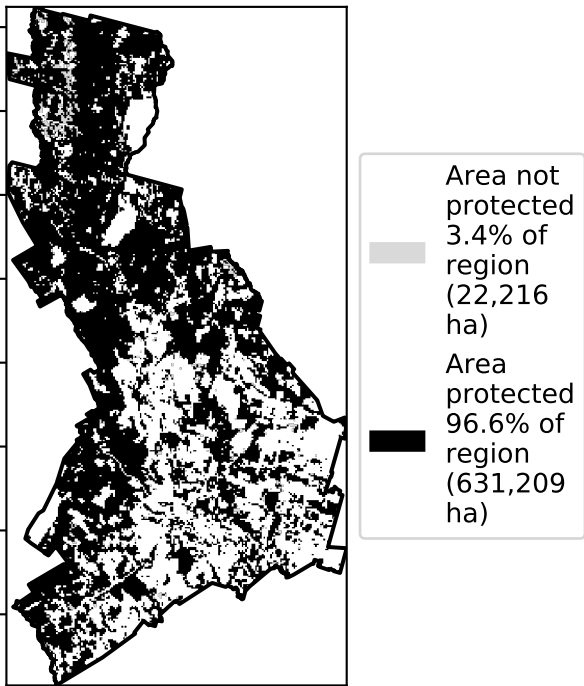 Area not
protected
3.4% of
region
(22,216
ha)
Area
protected
96.6% of
region
(631,209
ha)